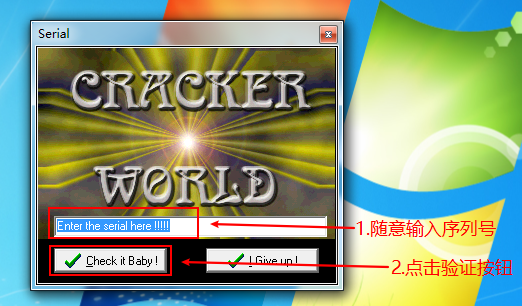 Serial
CRACKER
WORLD
Enter the serial here !!!!!
1.随意输入序列号
Check it Baby !
I Give up !
2.点击验证按钮